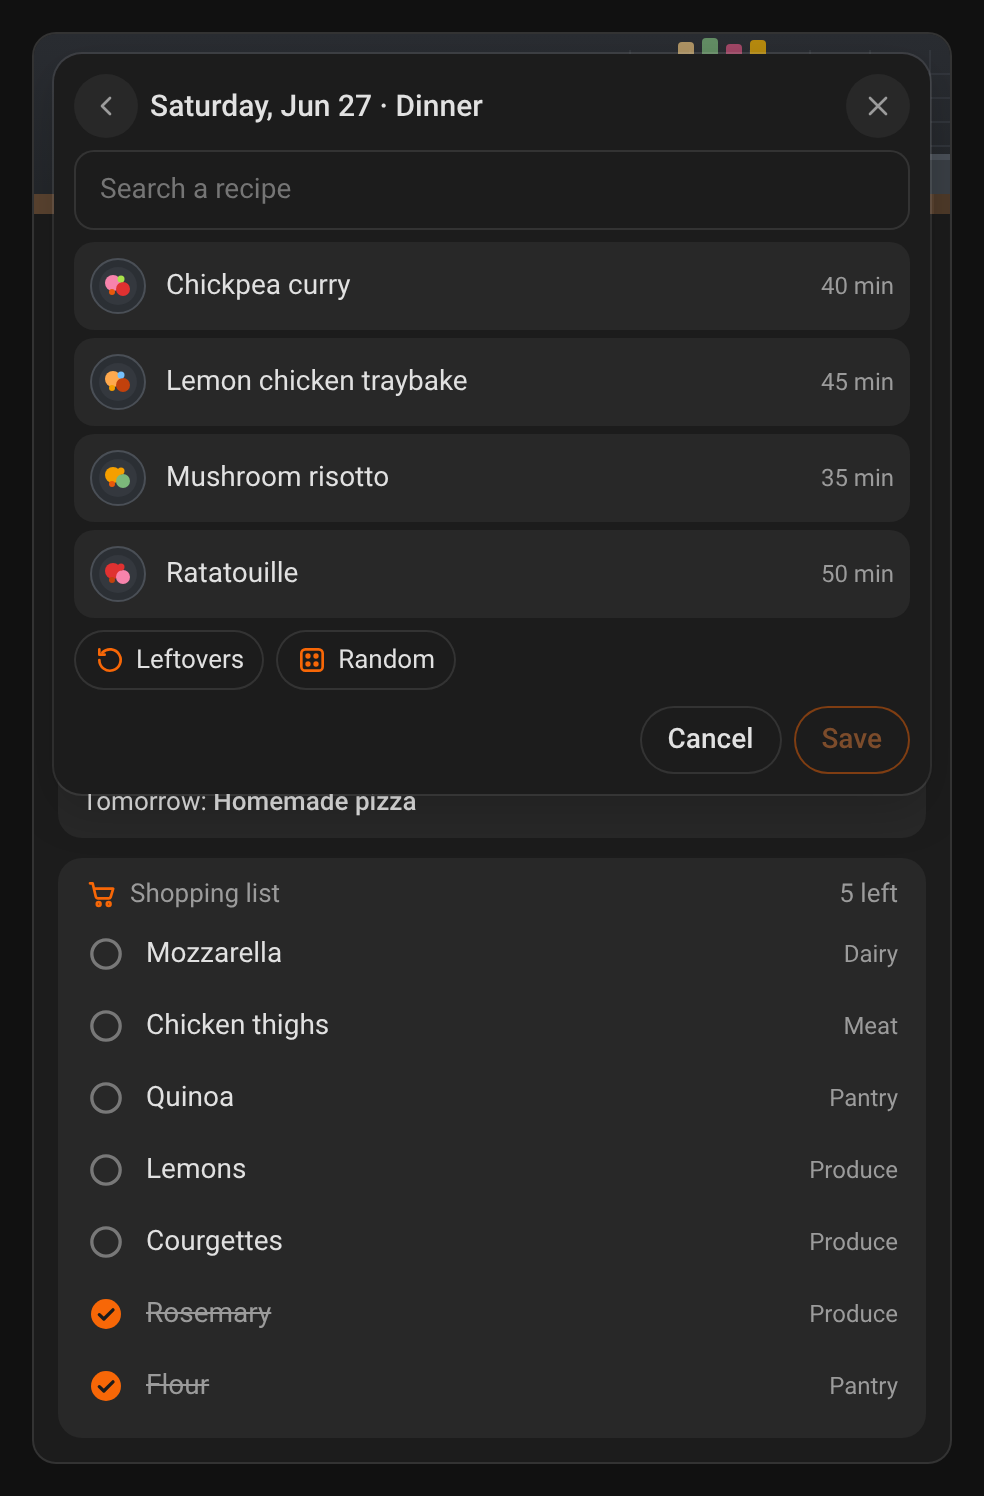 Saturday, Jun 27 · Dinner
Search a recipe
Chickpea curry 40 min
Lemon chicken traybake 45 min
Mushroom risotto 35 min
Ratatouille 50 min
Leftovers Random
Cancel Save
Tomorrow: Homemade pizza
Shopping list 5 left
Mozzarella Dairy
Chicken thighs Meat
Quinoa Pantry
Lemons Produce
Courgettes Produce
Rosemary Produce
Flour Pantry